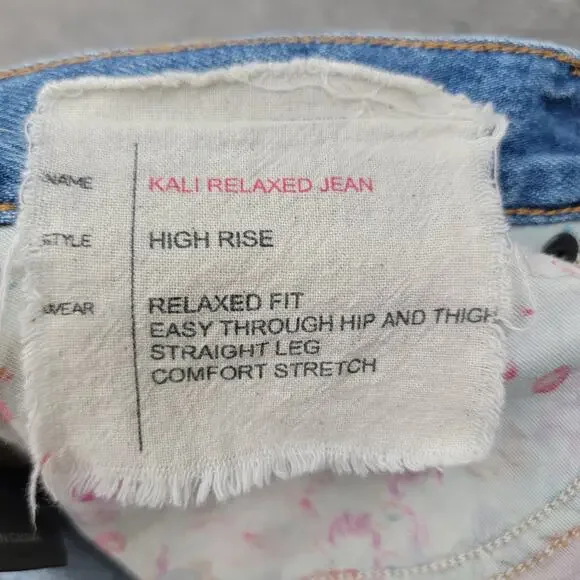 NAME KALI RELAXED JEAN
STYLE HIGH RISE
WEAR RELAXED FIT
EASY THROUGH HIP AND THIGH
STRAIGHT LEG
COMFORT STRETCH